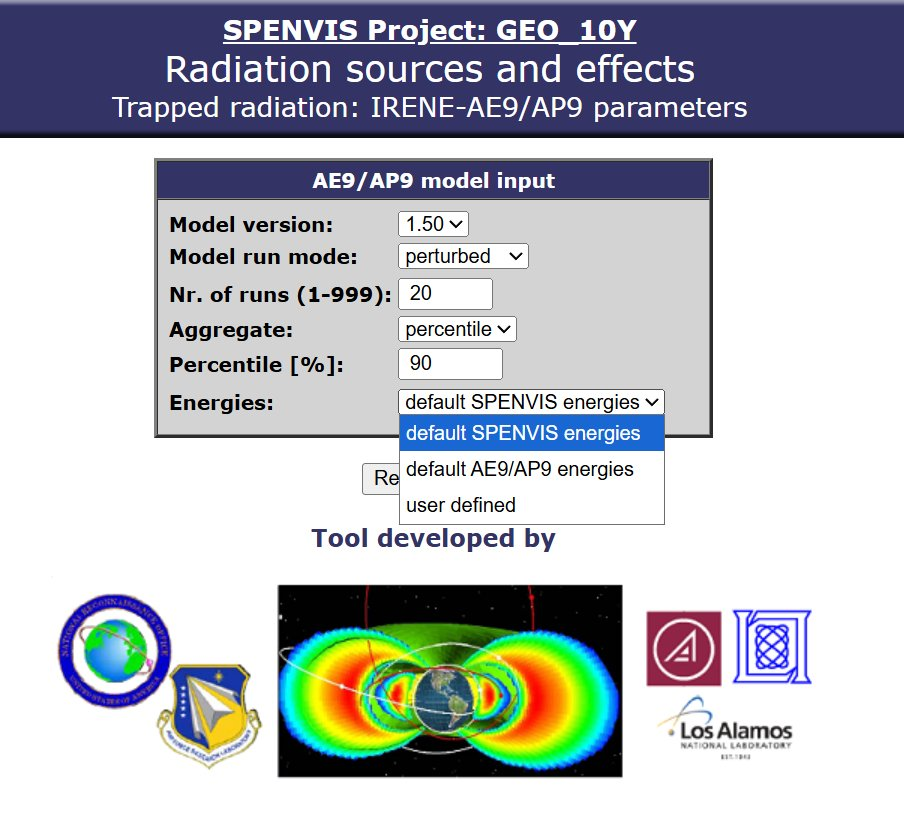 SPENVIS Project: GEO_10Y
Radiation sources and effects
Trapped radiation: IRENE-AE9/AP9 parameters
AE9/AP9 model input
Model version: 1.50
Model run mode: perturbed
Nr. of runs (1-999): 20
Aggregate: percentile
Percentile [%]: 90
Energies: default SPENVIS energies
default SPENVIS energies
default AE9/AP9 energies
user defined
Re
Tool developed by
NATIONAL RECONNAISSANCE OFFICE
UNITED STATES OF AMERICA
AIR FORCE RESEARCH LABORATORY
Los Alamos
NATIONAL LABORATORY
EST. 1943